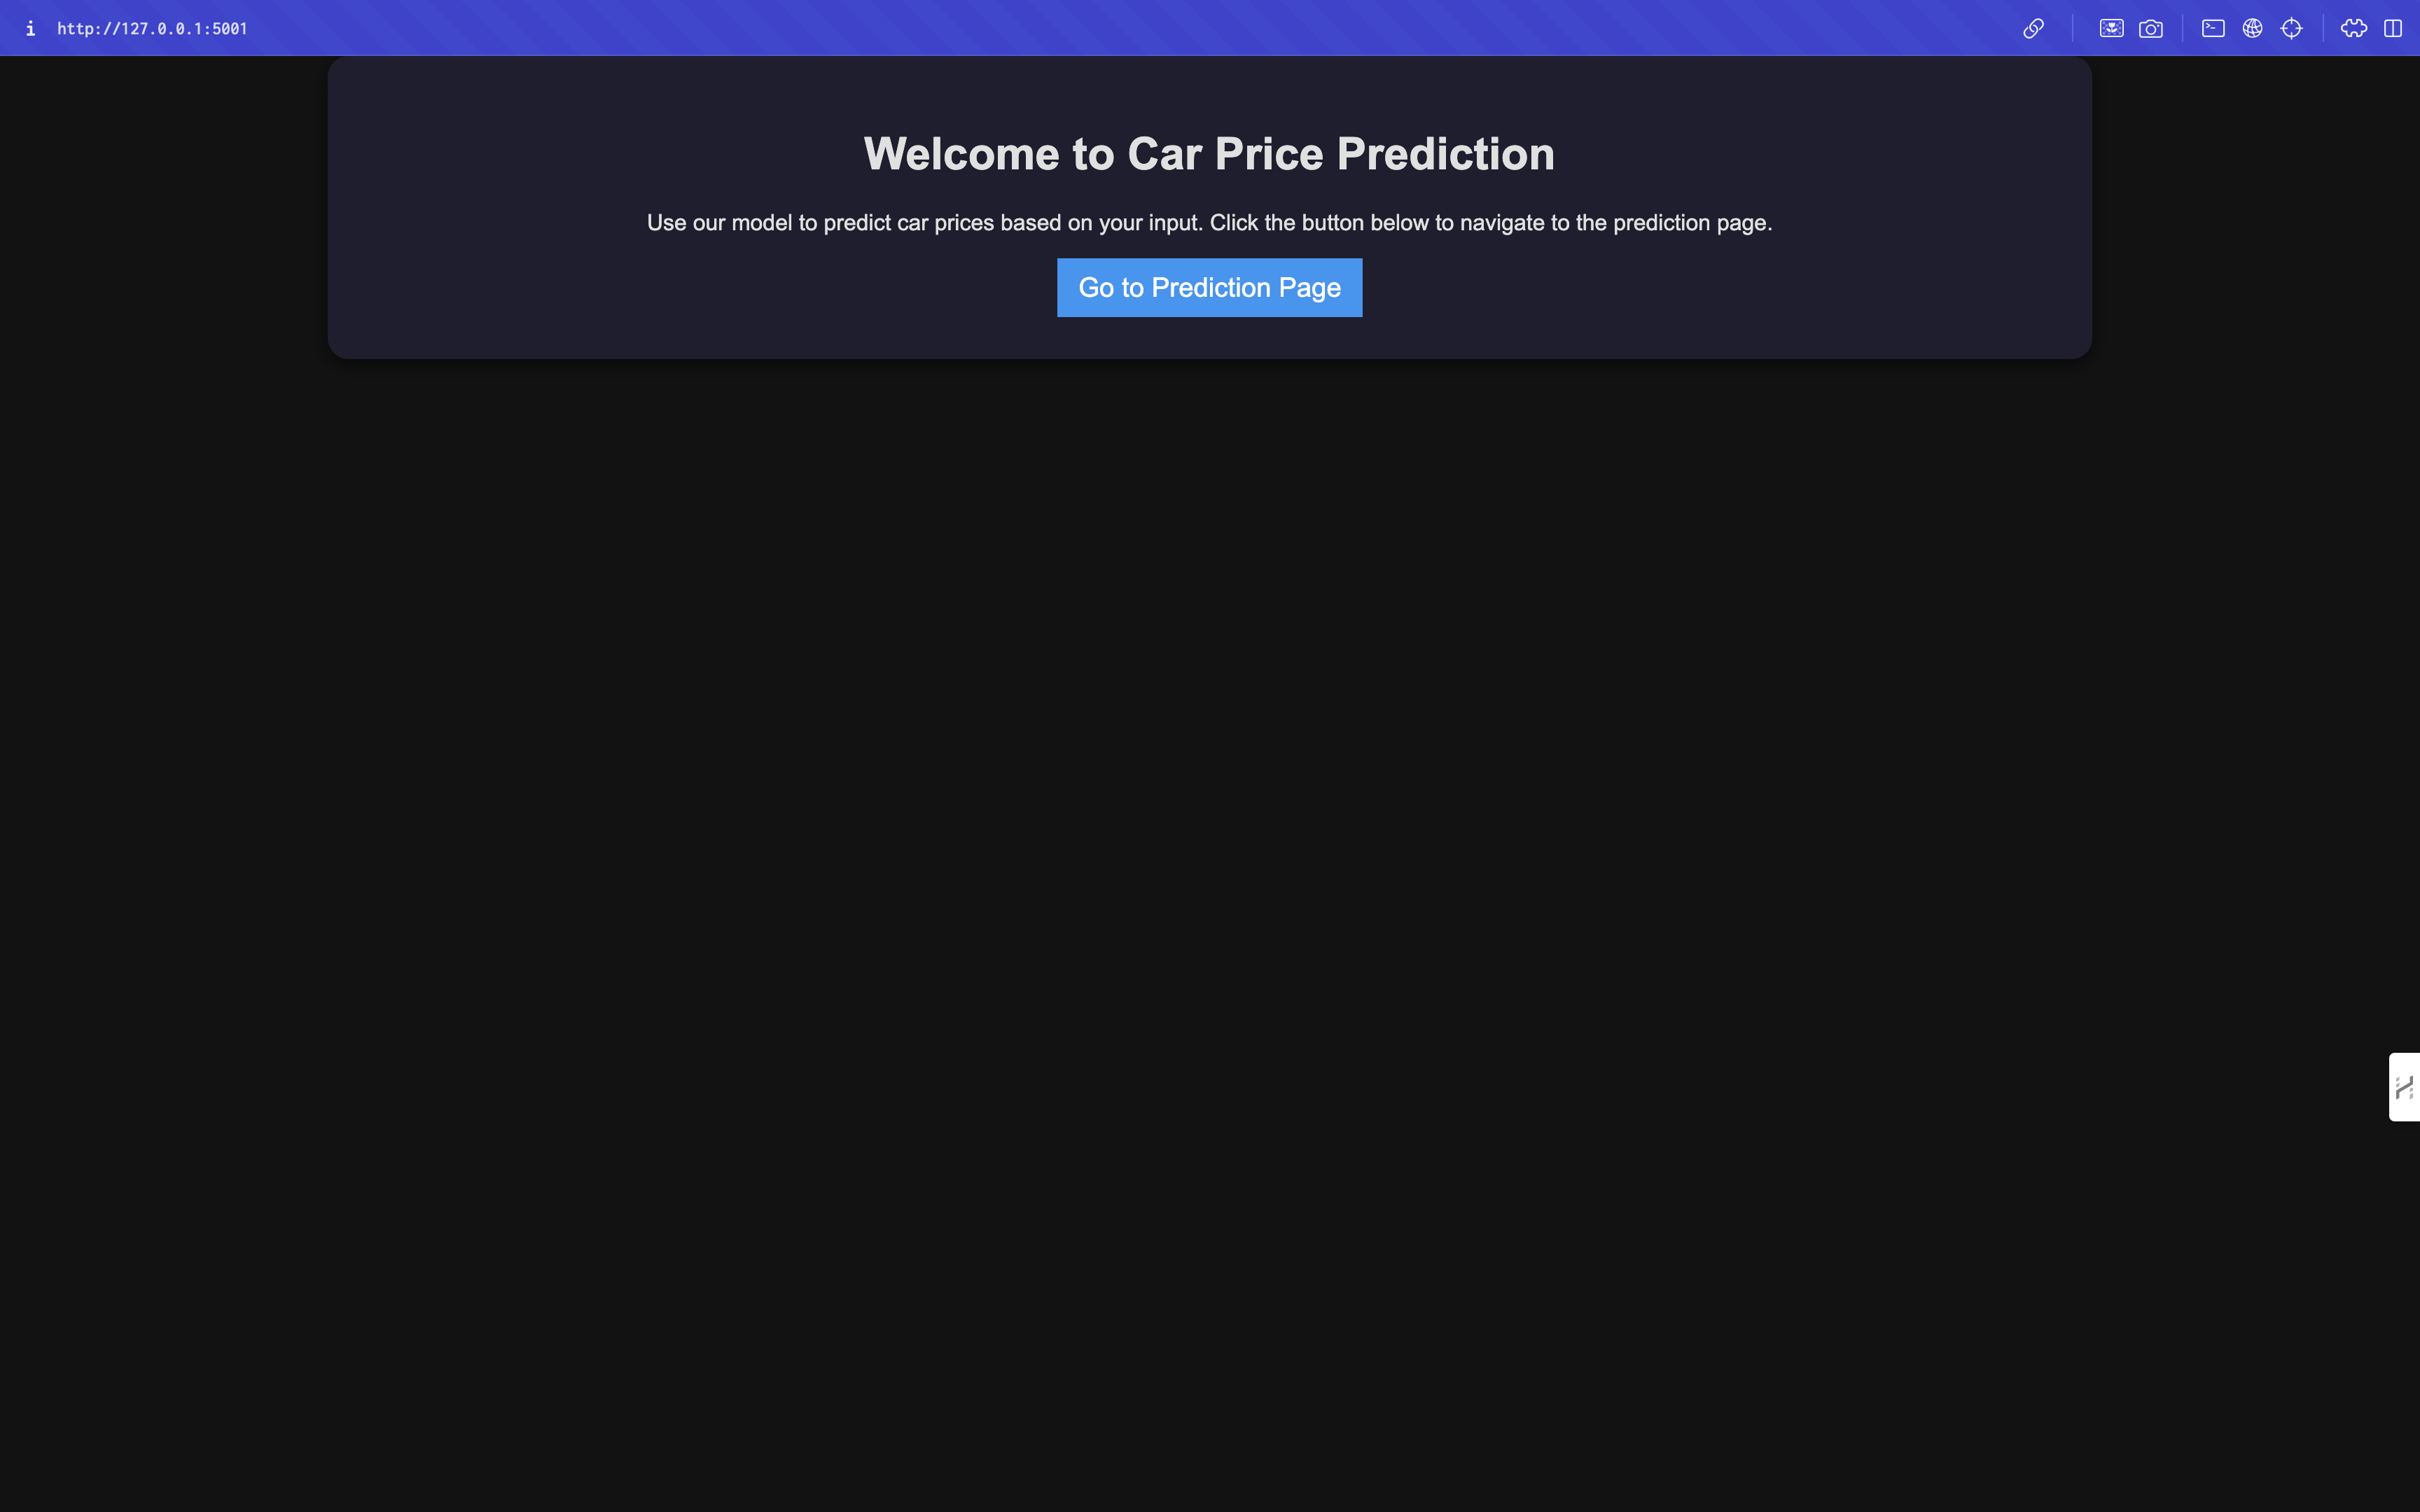 http://127.0.0.1:5001
Welcome to Car Price Prediction
Use our model to predict car prices based on your input. Click the button below to navigate to the prediction page.
Go to Prediction Page